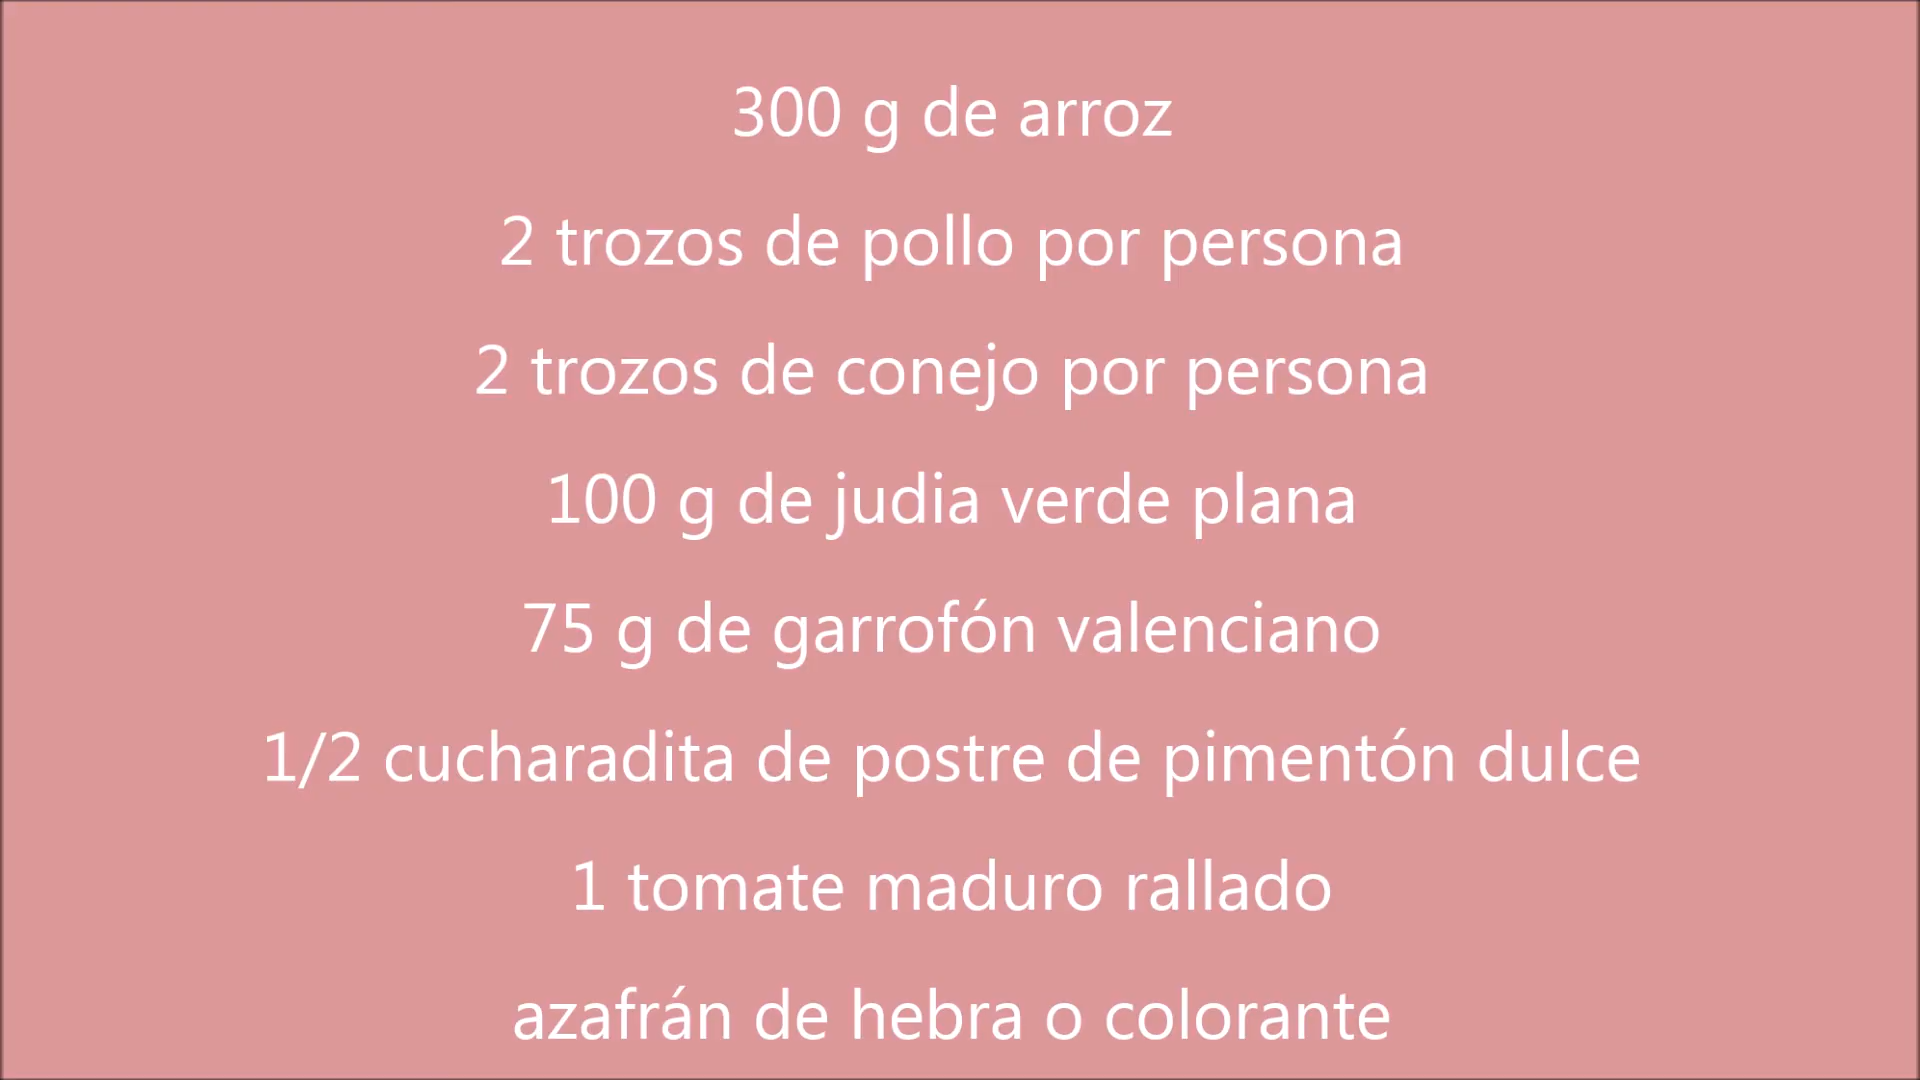 300 g de arroz
2 trozos de pollo por persona
2 trozos de conejo por persona
100 g de judia verde plana
75 g de garrofón valenciano
1/2 cucharadita de postre de pimentón dulce
1 tomate maduro rallado
azafrán de hebra o colorante